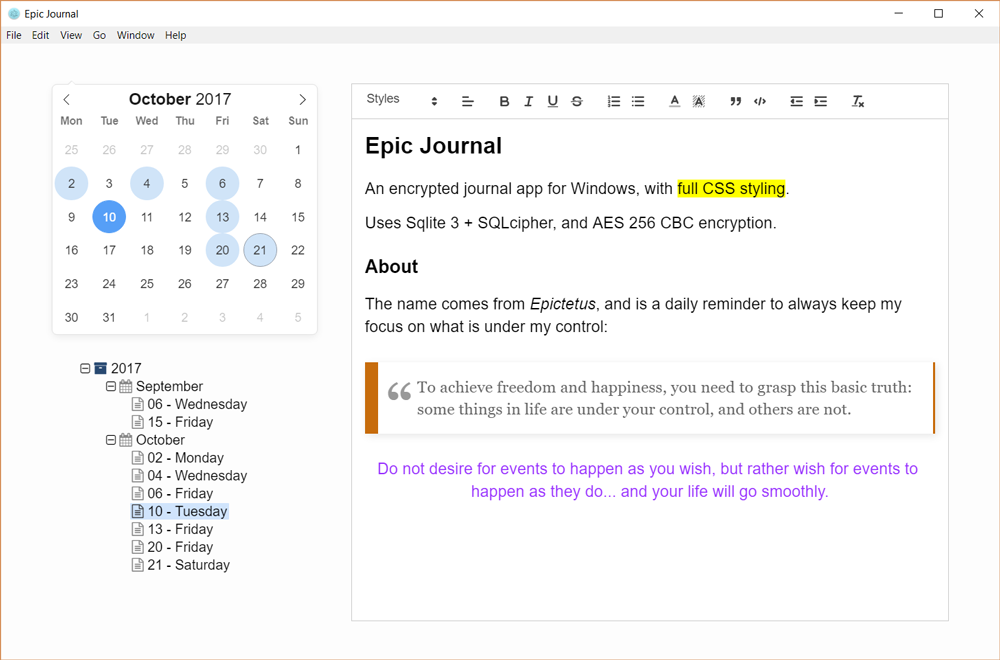 Epic Journal
File Edit View Go Window Help
October 2017
Mon Tue Wed Thu Fri Sat Sun
25 26 27 28 29 30 1
2 3 4 5 6 7 8
9 10 11 12 13 14 15
16 17 18 19 20 21 22
23 24 25 26 27 28 29
30 31 1 2 3 4 5
2017
September
06 - Wednesday
15 - Friday
October
02 - Monday
04 - Wednesday
06 - Friday
10 - Tuesday
13 - Friday
20 - Friday
21 - Saturday
Styles
Epic Journal
An encrypted journal app for Windows, with full CSS styling.
Uses Sqlite 3 + SQLcipher, and AES 256 CBC encryption.
About
The name comes from Epictetus, and is a daily reminder to always keep my
focus on what is under my control:
“ To achieve freedom and happiness, you need to grasp this basic truth:
some things in life are under your control, and others are not.
Do not desire for events to happen as you wish, but rather wish for events to
happen as they do... and your life will go smoothly.